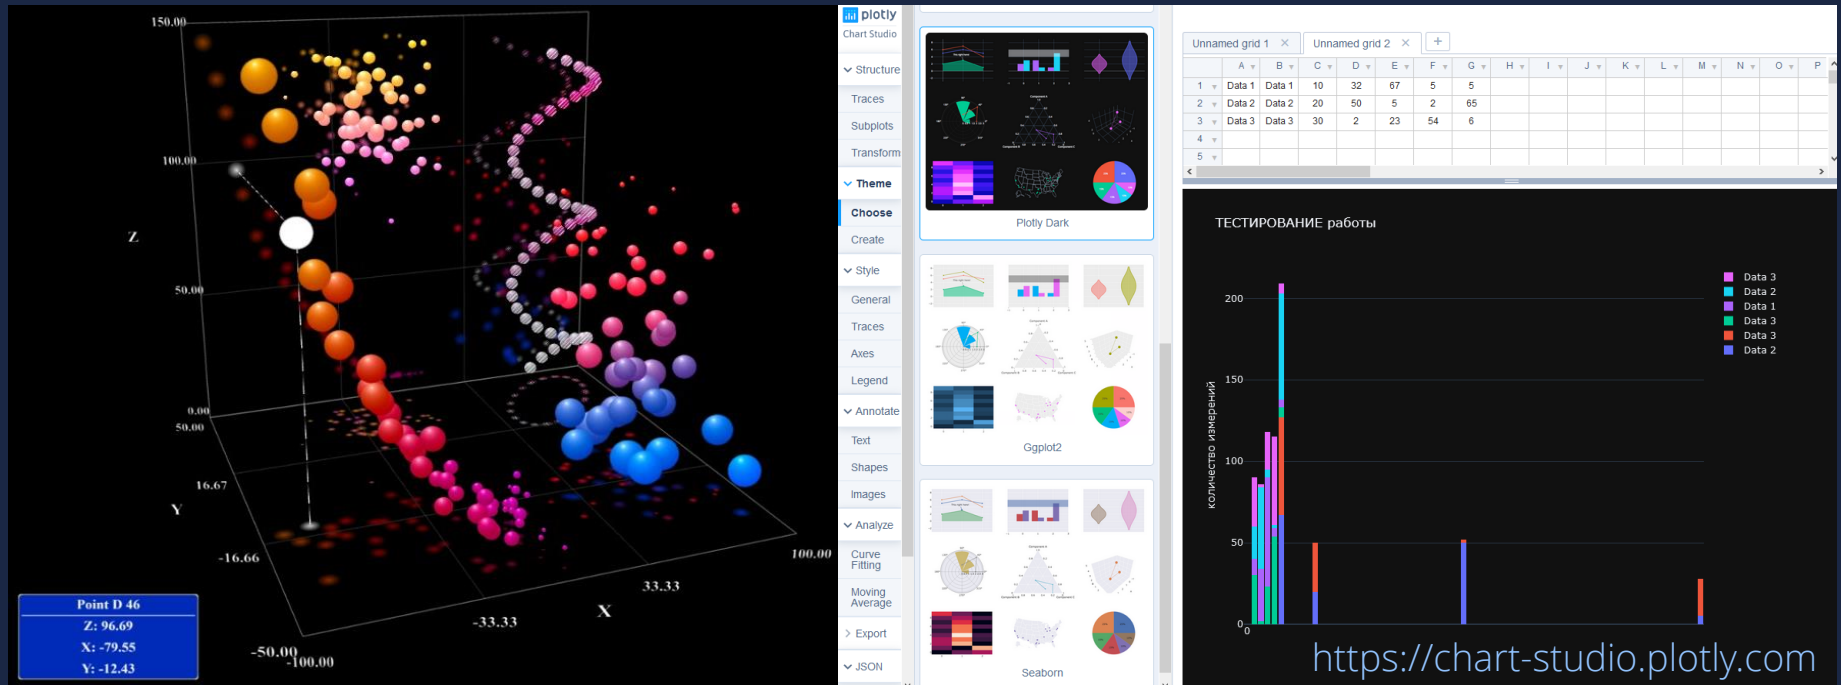 150.00
100.00
Z
50.00
0.00
50.00
16.67
Y
-16.66
-50.00
-100.00
-33.33
X
33.33
100.00
Point D 46
Z: 96.69
X: -79.55
Y: -12.43
plotly
Chart Studio
Structure
Traces
Subplots
Transform
Theme
Choose
Create
Style
General
Traces
Axes
Legend
Annotate
Text
Shapes
Images
Analyze
Curve
Fitting
Moving
Average
Export
JSON
Plotly Dark
Ggplot2
Seaborn
Unnamed grid 1
Unnamed grid 2
A B C D E F G H I J K L M N O P
1 Data 1 Data 1 10 32 67 5 5
2 Data 2 Data 2 20 50 5 2 65
3 Data 3 Data 3 30 2 23 54 6
4
5
ТЕСТИРОВАНИЕ работы
количество измерений
200
150
100
50
0
0
Data 3
Data 2
Data 1
Data 3
Data 3
Data 2
https://chart-studio.plotly.com